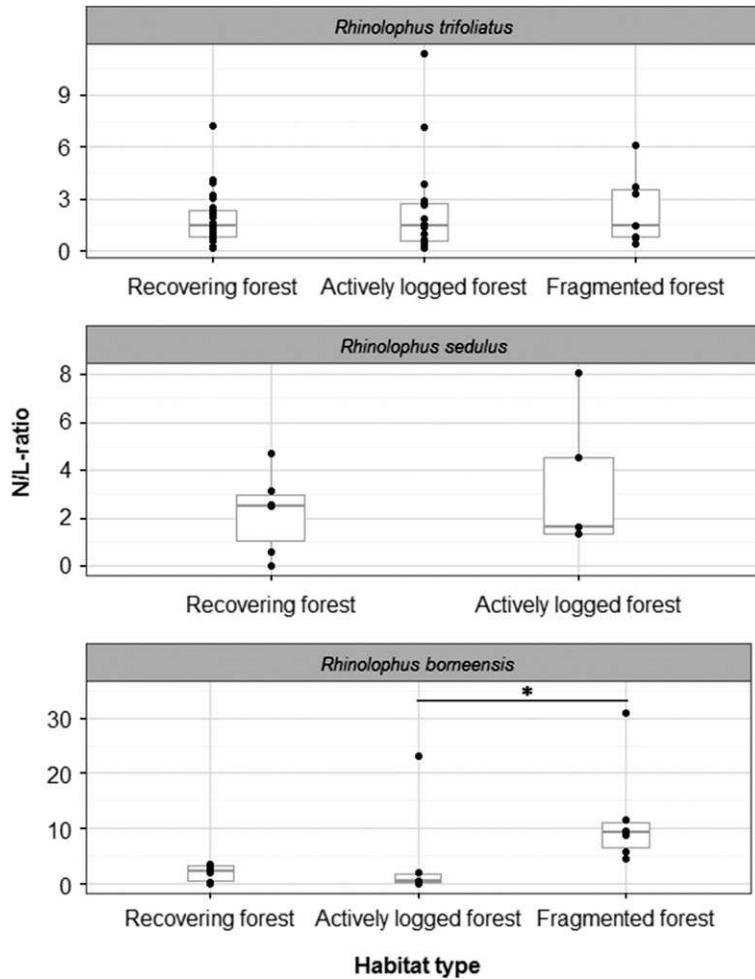 Rhinolophus trifoliatus
9
6
3
0
Recovering forest Actively logged forest Fragmented forest
Rhinolophus sedulus
8
6
4
2
0
N/L-ratio
Recovering forest Actively logged forest
Rhinolophus borneensis
*
30
20
10
0
Recovering forest Actively logged forest Fragmented forest
Habitat type